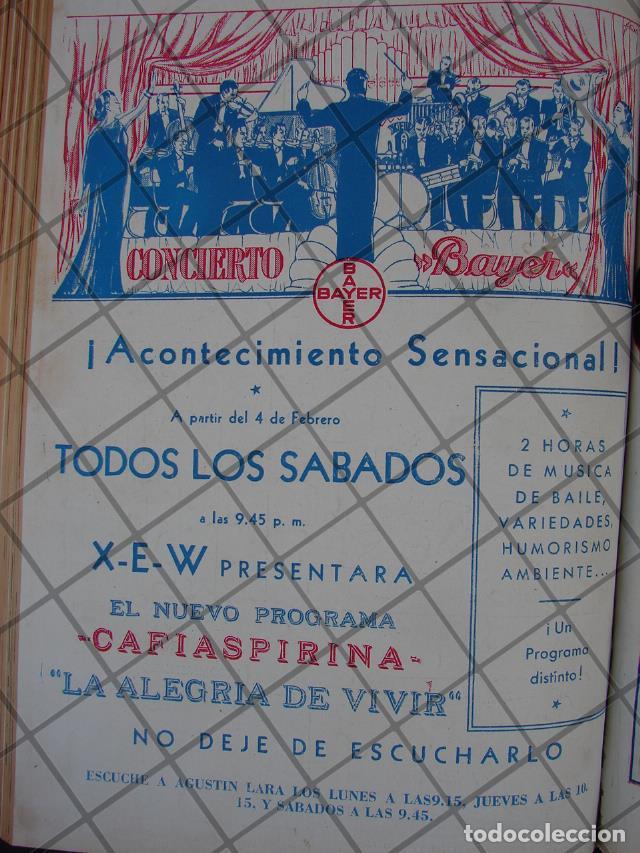 CONCIERTO »Bayer«
BAYER
BAYER
¡Acontecimiento Sensacional!
A partir del 4 de Febrero
TODOS LOS SABADOS
a las 9.45 p. m.
X-E-W PRESENTARA
EL NUEVO PROGRAMA
-CAFIASPIRINA-
"LA ALEGRIA DE VIVIR"
2 HORAS
DE MUSICA
DE BAILE,
VARIEDADES,
HUMORISMO
AMBIENTE...
¡Un
Programa
distinto!
NO DEJE DE ESCUCHARLO
ESCUCHE A AGUSTIN LARA LOS LUNES A LAS9.15, JUEVES A LAS 10.
15, Y SABADOS A LAS 9.45.
todocoleccion